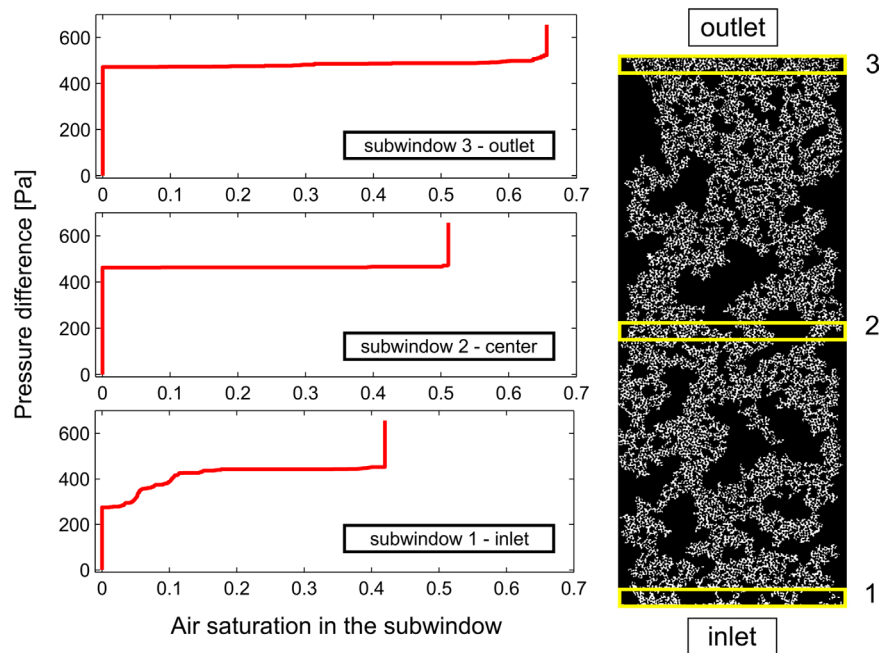 Pressure difference [Pa]
600
400
200
0
0 0.1 0.2 0.3 0.4 0.5 0.6 0.7
subwindow 3 - outlet
600
400
200
0
0 0.1 0.2 0.3 0.4 0.5 0.6 0.7
subwindow 2 - center
600
400
200
0
0 0.1 0.2 0.3 0.4 0.5 0.6 0.7
subwindow 1 - inlet
Air saturation in the subwindow
outlet
3
2
1
inlet